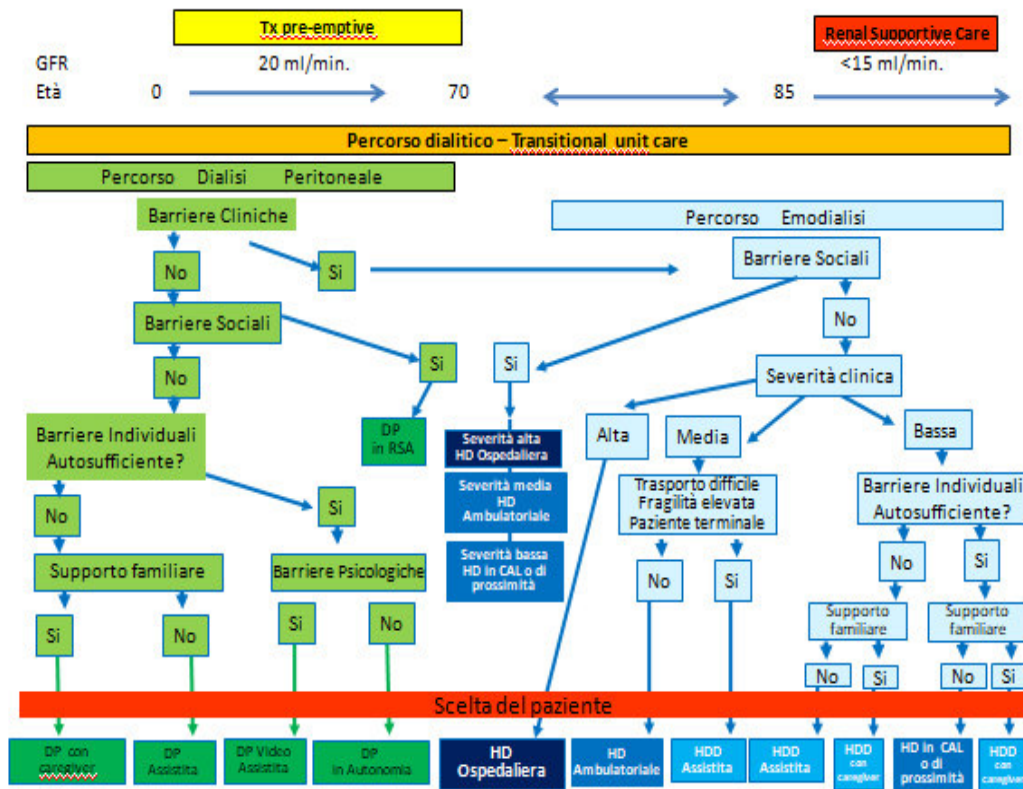 Tx pre-emptive
Renal Supportive Care
GFR
20 ml/min.
<15 ml/min.
Età
0
70
85
Percorso dialitico – Transitional unit care
Percorso Dialisi Peritoneale
Barriere Cliniche
Percorso Emodialisi
No
Si
Barriere Sociali
Barriere Sociali
No
No
Si
Si
Severità clinica
Barriere Individuali
Autosufficiente?
DP
in RSA
Severità alta
HD Ospedaliera
Alta
Media
Bassa
Severità media
HD
Ambulatoriale
Trasporto difficile
Fragilità elevata
Paziente terminale
Barriere Individuali
Autosufficiente?
No
Si
Severità bassa
HD in CAL o di
prossimità
Supporto familiare
Barriere Psicologiche
No
Si
No
Si
Si
No
Si
No
Supporto
familiare
Supporto
familiare
No
Si
No
Si
Scelta del paziente
DP con
caregiver
DP
Assistita
DP Video
Assistita
DP
in Autonomia
HD
Ospedaliera
HD
Ambulatoriale
HDD
Assistita
HDD
Assistita
HDD
con
caregiver
HD in CAL
o di
prossimità
HDD
con
caregiver